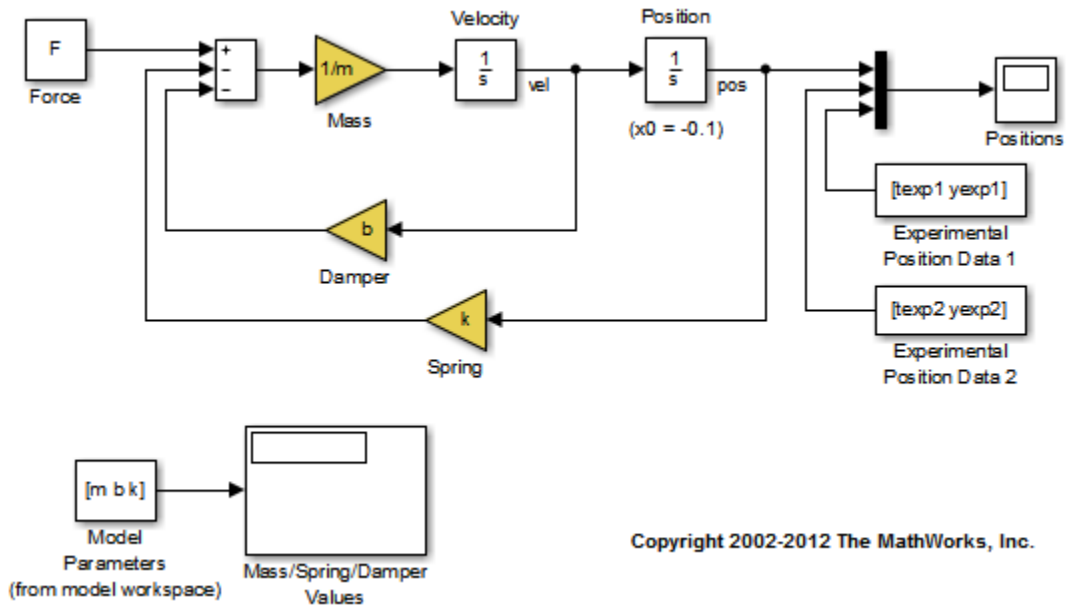 Velocity
Position
F
+
−
−
1/m
1
s
vel
1
s
pos
Force
Mass
(x0 = -0.1)
Positions
[texp1 yexp1]
b
Experimental
Position Data 1
Damper
[texp2 yexp2]
k
Experimental
Position Data 2
Spring
[m b k]
Model
Parameters
(from model workspace)
Mass/Spring/Damper
Values
Copyright 2002-2012 The MathWorks, Inc.